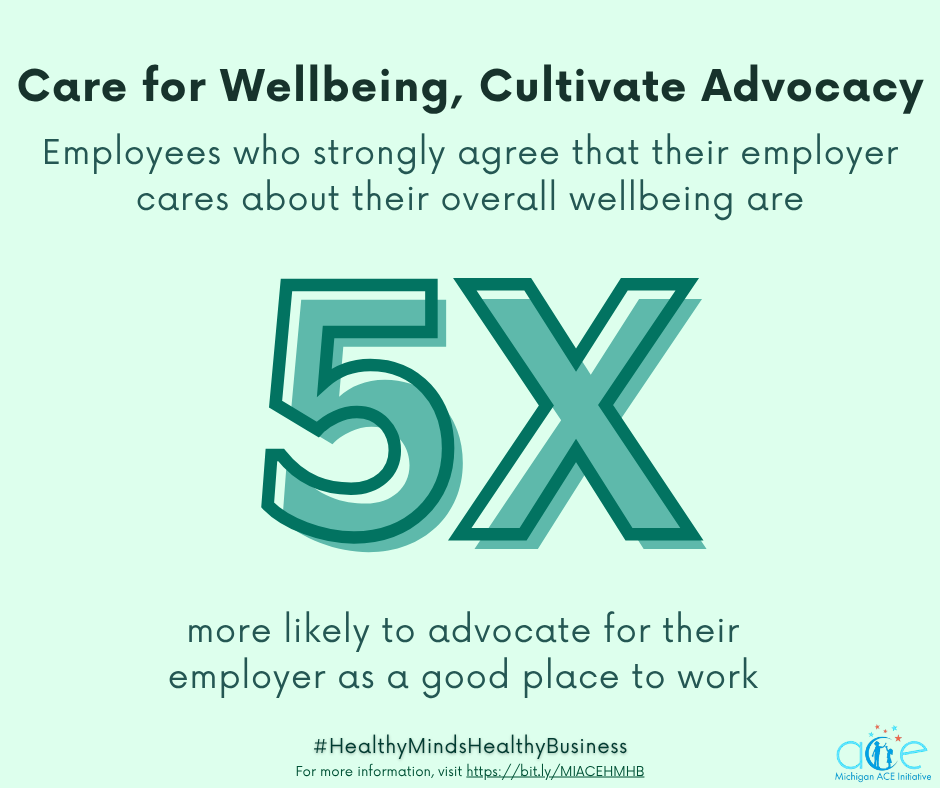 Care for Wellbeing, Cultivate Advocacy
Employees who strongly agree that their employer
cares about their overall wellbeing are
5X
more likely to advocate for their
employer as a good place to work
#HealthyMindsHealthyBusiness
For more information, visit https://bit.ly/MIACEHMHB
ace
Michigan ACE Initiative